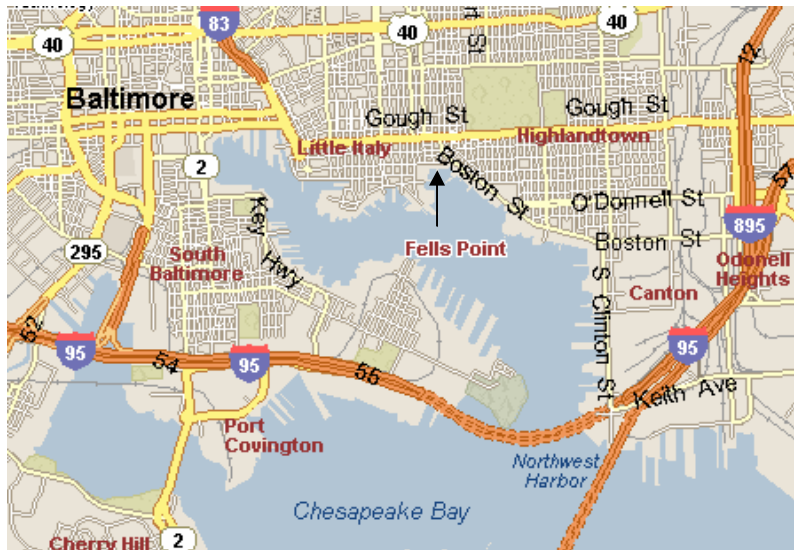 83
40
40
40
Baltimore
Gough St
Gough St
12
Little Italy
Highlandtown
2
Boston St
57
Key Hwy
O'Donnell St
895
295
South
Baltimore
Fells Point
Boston St
Odonell
Heights
S Clinton St
Canton
52
95
54
95
55
95
Keith Ave
Port
Covington
Northwest
Harbor
Chesapeake Bay
Cherry Hill
2